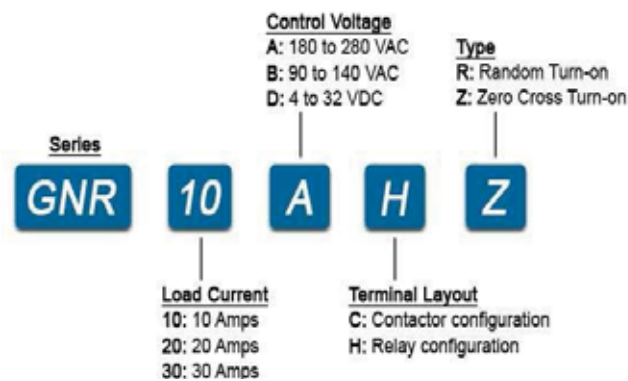 Control Voltage
A: 180 to 280 VAC
B: 90 to 140 VAC
D: 4 to 32 VDC
Type
R: Random Turn-on
Z: Zero Cross Turn-on
Series
GNR 10 A H Z
Load Current
10: 10 Amps
20: 20 Amps
30: 30 Amps
Terminal Layout
C: Contactor configuration
H: Relay configuration